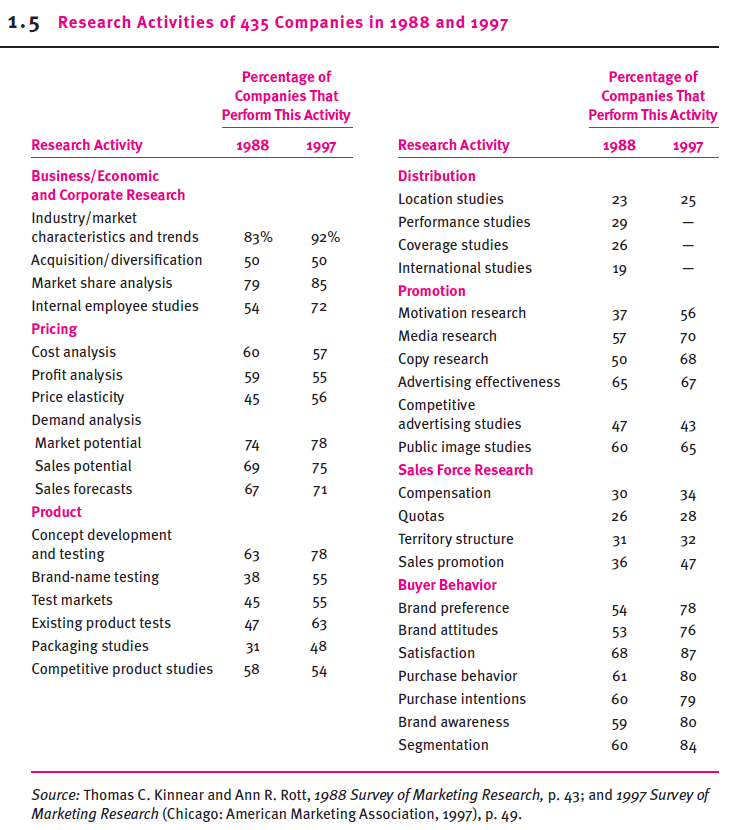 1.5 Research Activities of 435 Companies in 1988 and 1997
Percentage of
Companies That
Perform This Activity
Research Activity 1988 1997
Business/Economic
and Corporate Research
Industry/market
characteristics and trends 83% 92%
Acquisition/diversification 50 50
Market share analysis 79 85
Internal employee studies 54 72
Pricing
Cost analysis 60 57
Profit analysis 59 55
Price elasticity 45 56
Demand analysis
Market potential 74 78
Sales potential 69 75
Sales forecasts 67 71
Product
Concept development
and testing 63 78
Brand-name testing 38 55
Test markets 45 55
Existing product tests 47 63
Packaging studies 31 48
Competitive product studies 58 54
Percentage of
Companies That
Perform This Activity
Research Activity 1988 1997
Distribution
Location studies 23 25
Performance studies 29 —
Coverage studies 26 —
International studies 19 —
Promotion
Motivation research 37 56
Media research 57 70
Copy research 50 68
Advertising effectiveness 65 67
Competitive
advertising studies 47 43
Public image studies 60 65
Sales Force Research
Compensation 30 34
Quotas 26 28
Territory structure 31 32
Sales promotion 36 47
Buyer Behavior
Brand preference 54 78
Brand attitudes 53 76
Satisfaction 68 87
Purchase behavior 61 80
Purchase intentions 60 79
Brand awareness 59 80
Segmentation 60 84
Source: Thomas C. Kinnear and Ann R. Rott, 1988 Survey of Marketing Research, p. 43; and 1997 Survey of
Marketing Research (Chicago: American Marketing Association, 1997), p. 49.